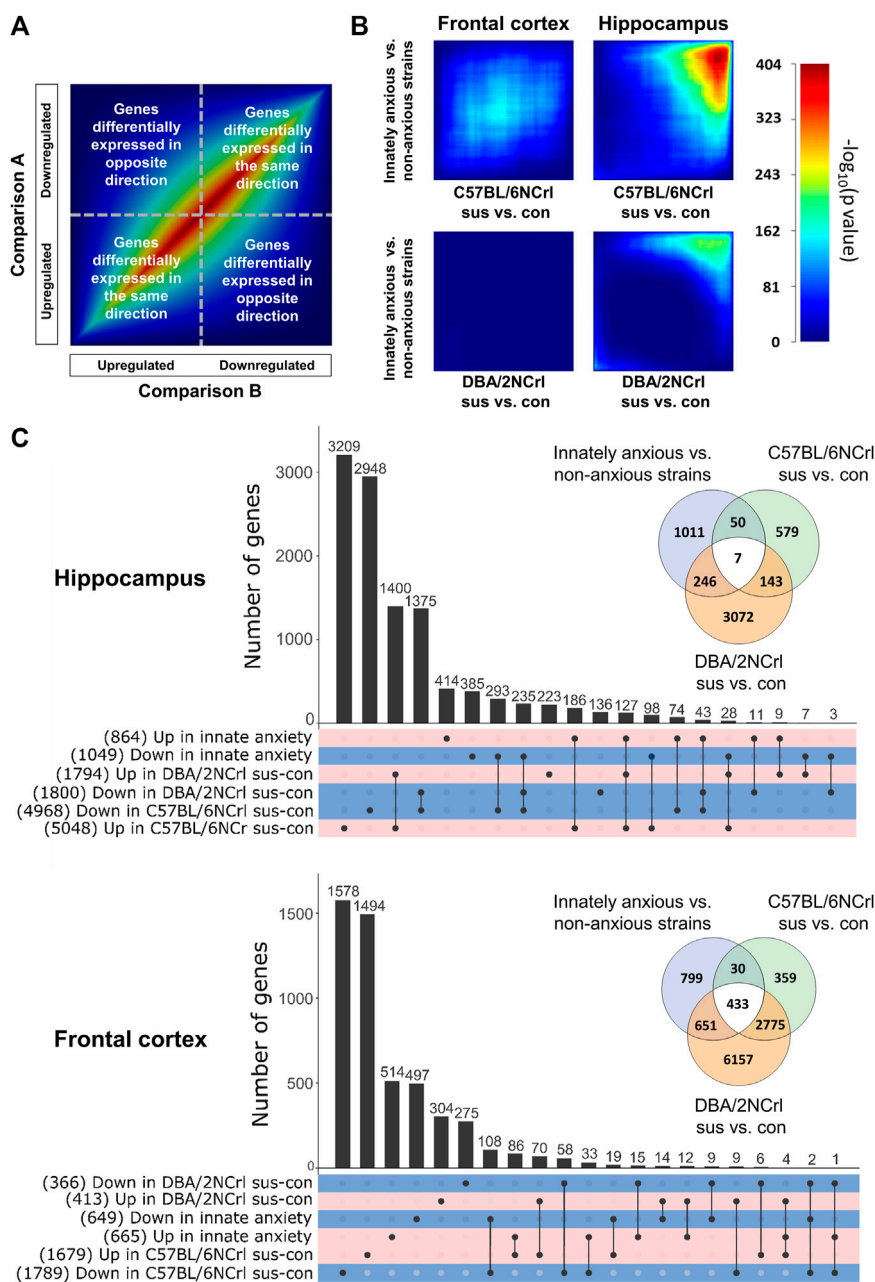 A
Comparison A
Downregulated
Upregulated
Genes
differentially
expressed in
opposite
direction
Genes
differentially
expressed in
the same
direction
Genes
differentially
expressed in
the same
direction
Genes
differentially
expressed in
opposite
direction
Upregulated
Downregulated
Comparison B
B
Frontal cortex
Hippocampus
Innately anxious vs.
non-anxious strains
C57BL/6NCrl
sus vs. con
C57BL/6NCrl
sus vs. con
Innately anxious vs.
non-anxious strains
DBA/2NCrl
sus vs. con
DBA/2NCrl
sus vs. con
404
323
243
162
81
0
-log10(p value)
C
Hippocampus
Number of genes
3000
2000
1000
0
3209
2948
1400
1375
414
385
293
235
223
186
136
127
98
74
43
28
11
9
7
3
Innately anxious vs.
non-anxious strains
C57BL/6NCrl
sus vs. con
1011
50
579
7
246
143
3072
DBA/2NCrl
sus vs. con
(864) Up in innate anxiety
(1049) Down in innate anxiety
(1794) Up in DBA/2NCrl sus-con
(1800) Down in DBA/2NCrl sus-con
(4968) Down in C57BL/6NCrl sus-con
(5048) Up in C57BL/6NCr sus-con
Frontal cortex
Number of genes
1500
1000
500
0
1578
1494
514
497
304
275
108
86
70
58
33
19
15
14
12
9
9
6
4
2
1
Innately anxious vs.
non-anxious strains
C57BL/6NCrl
sus vs. con
799
30
359
433
651
2775
6157
DBA/2NCrl
sus vs. con
(366) Down in DBA/2NCrl sus-con
(413) Up in DBA/2NCrl sus-con
(649) Down in innate anxiety
(665) Up in innate anxiety
(1679) Up in C57BL/6NCrl sus-con
(1789) Down in C57BL/6NCrl sus-con